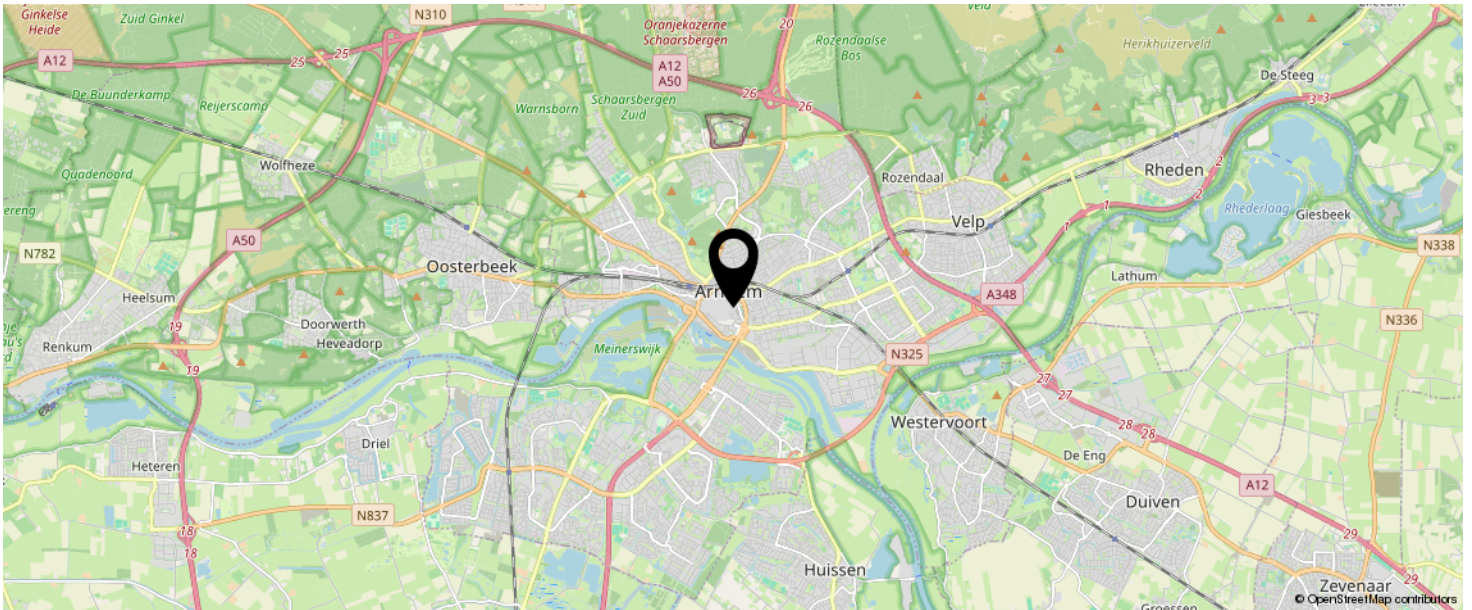 Ginkelse
Heide
Zuid Ginkel
N310
20
Oranjekazerne
Schaarsbergen
Rozendaalse
Bos
Veld
Herikhuizerveld
De Steeg
A12
25
25
A12
A50
26
26
3
3
De Buunderkamp
Reijerscamp
Warnsborn
Schaarsbergen
Zuid
Wolfheze
Quadenoord
Rozendaal
Rheden
2
2
1
1
Rhederlaag
Giesbeek
Velp
A50
N782
N338
Oosterbeek
Lathum
Heelsum
Arnhem
A348
N336
19
Doorwerth
Heveadorp
Renkum
Meinerswijk
N325
19
27
27
Driel
Westervoort
28
28
De Eng
Heteren
A12
Duiven
N837
18
18
29
Huissen
29
Zevenaar
Groessen
© OpenStreetMap contributors